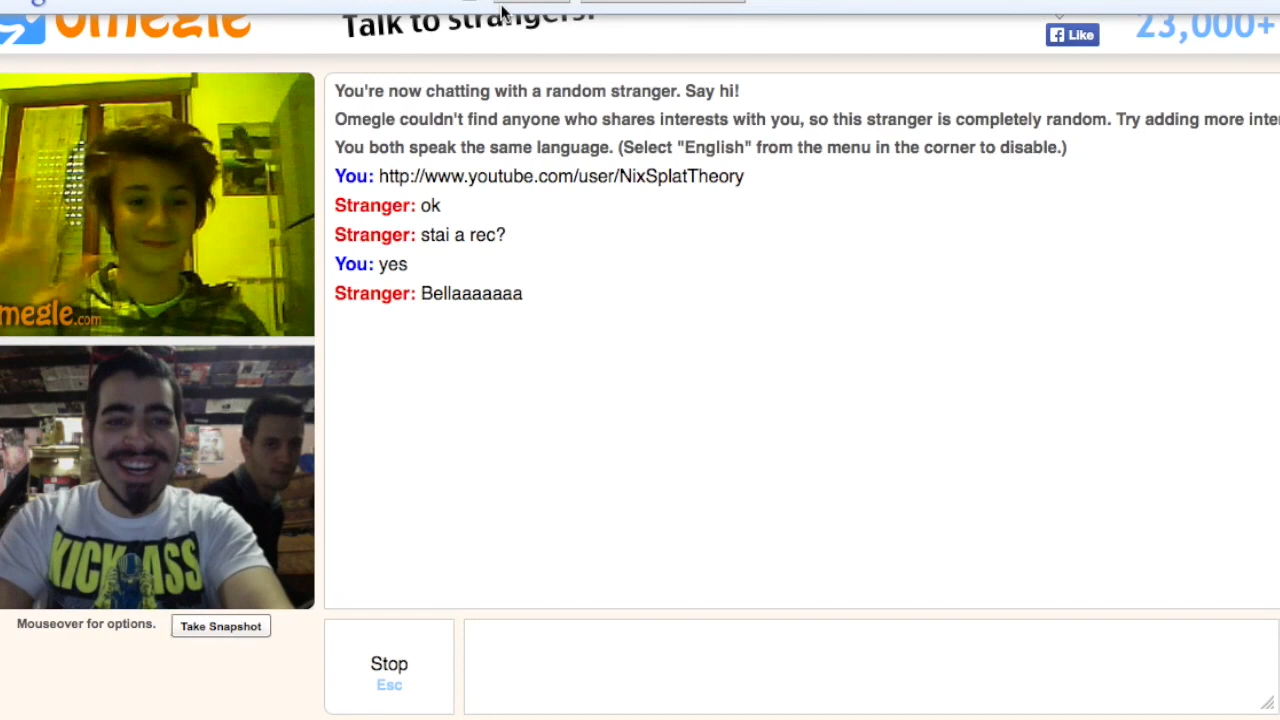 omegle
Talk to strangers!
Like
23,000+
You're now chatting with a random stranger. Say hi!
Omegle couldn't find anyone who shares interests with you, so this stranger is completely random. Try adding more inte
You both speak the same language. (Select "English" from the menu in the corner to disable.)
You: http://www.youtube.com/user/NixSplatTheory
Stranger: ok
Stranger: stai a rec?
You: yes
Stranger: Bellaaaaaaa
megle.com
KICK ASS
Mouseover for options.
Take Snapshot
Stop
Esc